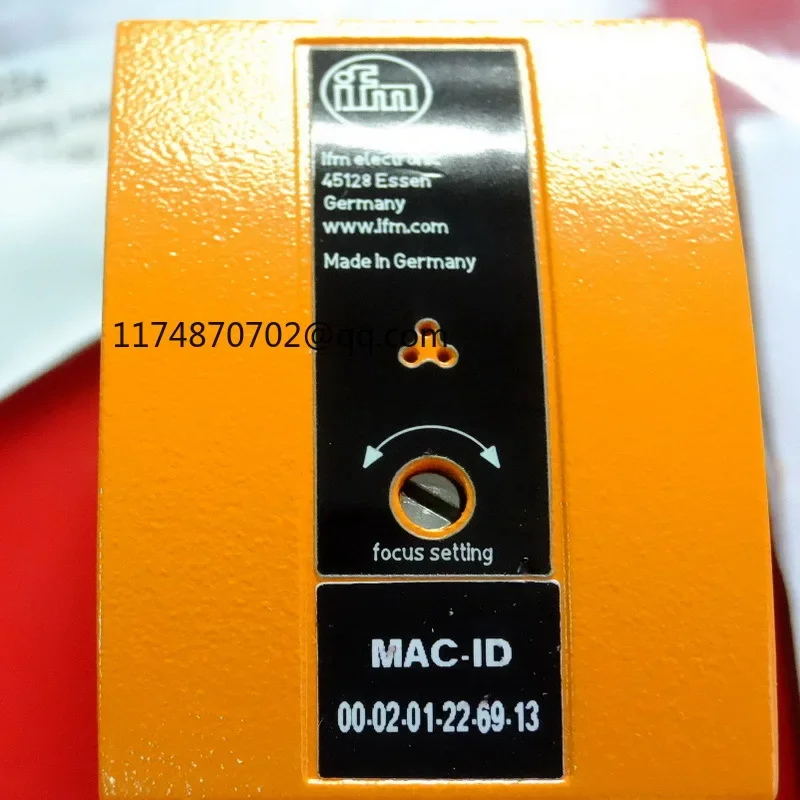 ifm
ifm electronic
45128 Essen
Germany
www.ifm.com
Made in Germany
1174870702@qq.com
focus setting
MAC-ID
00-02-01-22-69-13